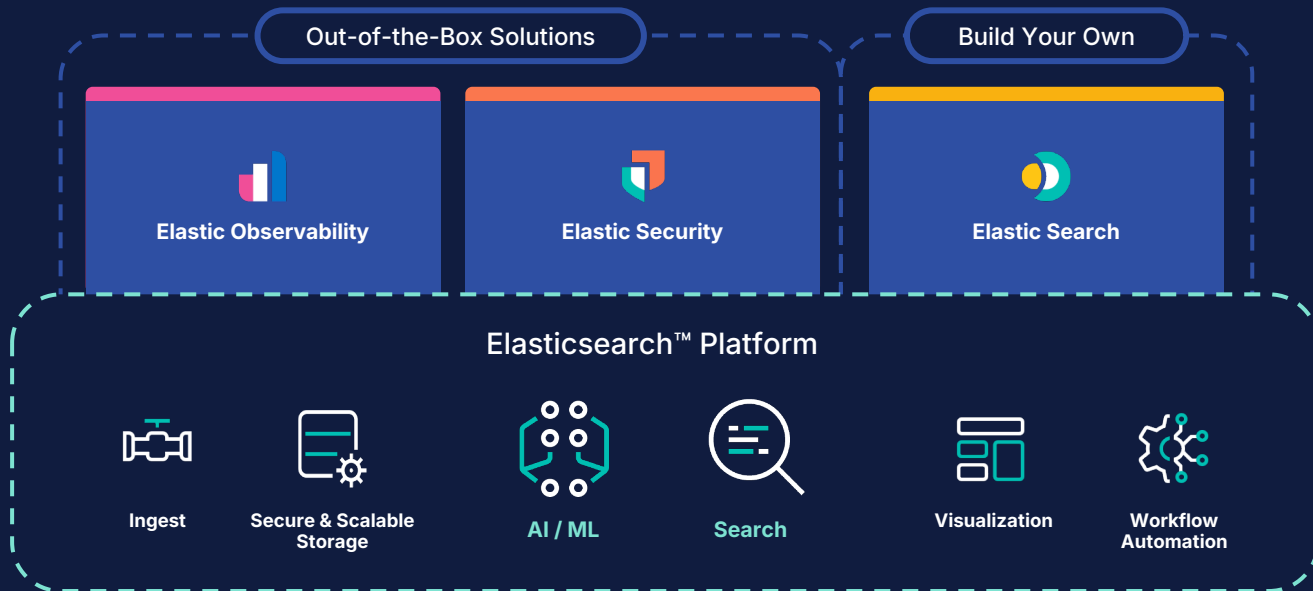 Out-of-the-Box Solutions
Build Your Own
Elastic Observability
Elastic Security
Elastic Search
Elasticsearch™ Platform
Ingest
Secure & Scalable
Storage
AI / ML
Search
Visualization
Workflow
Automation